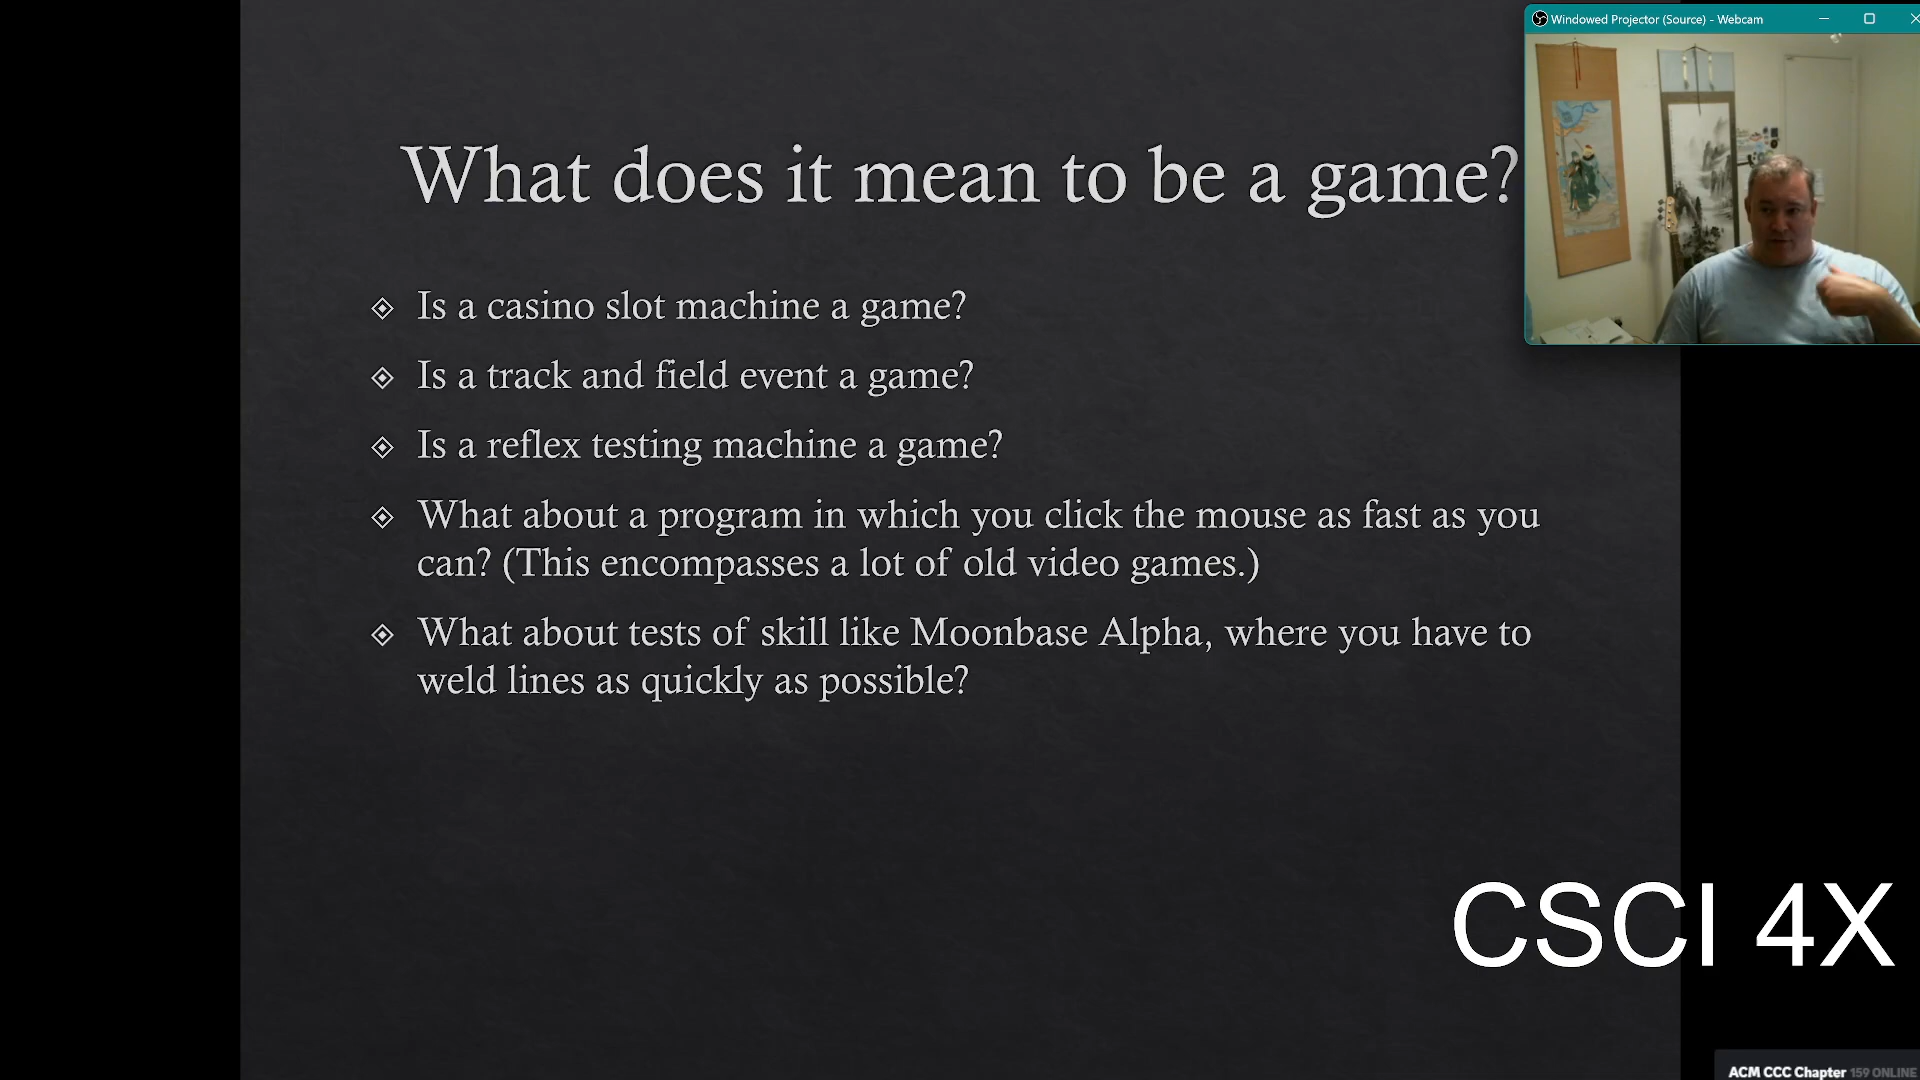 Windowed Projector (Source) - Webcam
What does it mean to be a game?
Is a casino slot machine a game?
Is a track and field event a game?
Is a reflex testing machine a game?
What about a program in which you click the mouse as fast as you
can? (This encompasses a lot of old video games.)
What about tests of skill like Moonbase Alpha, where you have to
weld lines as quickly as possible?
CSCI 4X
ACM CCC Chapter 159 ONLINE